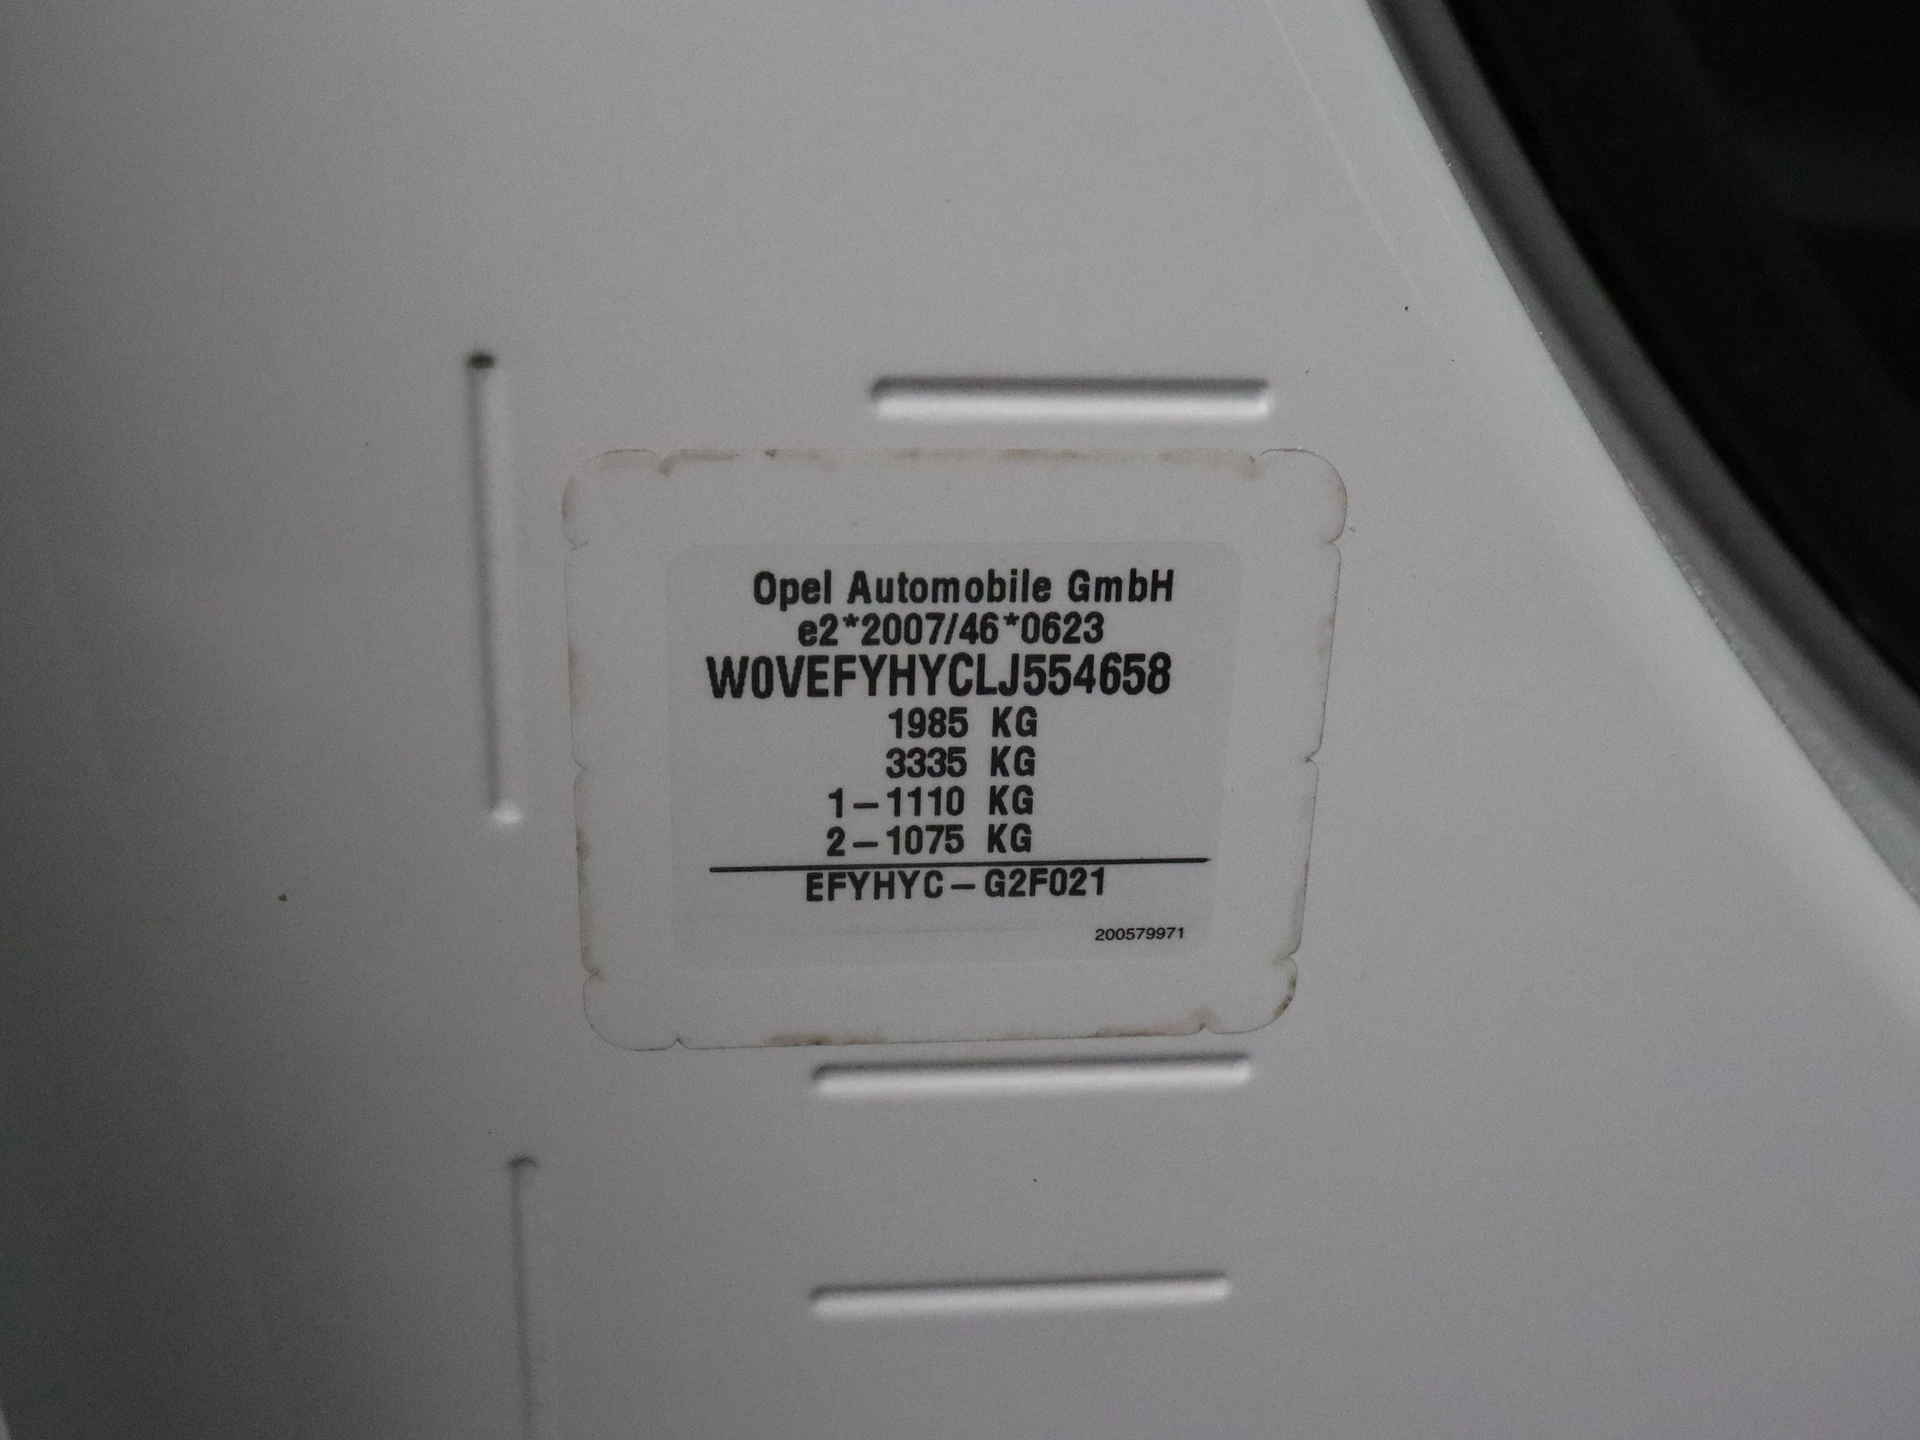 Opel Automobile GmbH
e2*2007/46*0623
W0VEFYHYCLJ554658
1985 KG
3335 KG
1–1110 KG
2–1075 KG
EFYHYC–G2F021
200579971